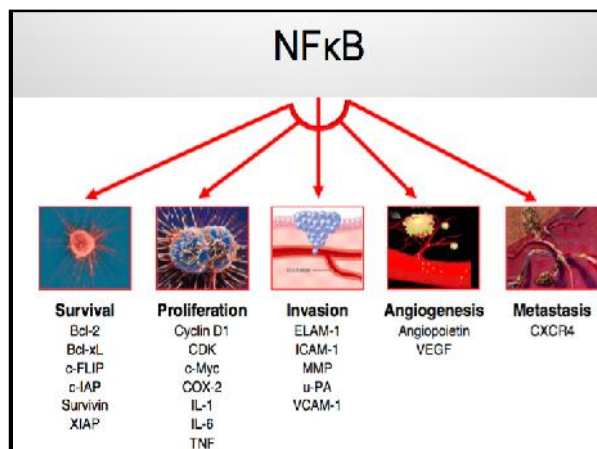 NFκB
Survival
Bcl-2
Bcl-xL
c-FLIP
c-IAP
Survivin
XIAP
Proliferation
Cyclin D1
CDK
c-Myc
COX-2
IL-1
IL-6
TNF
Invasion
ELAM-1
ICAM-1
MMP
u-PA
VCAM-1
Angiogenesis
Angiopoietin
VEGF
Metastasis
CXCR4